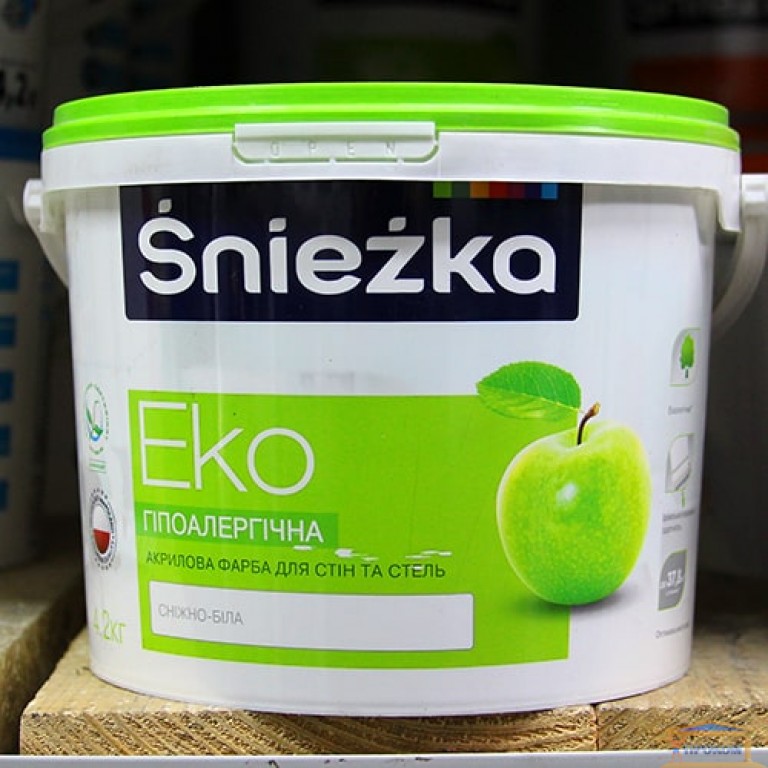 OPEN
Śnieżka
Eko
ГІПОАЛЕРГІЧНА
АКРИЛОВА ФАРБА ДЛЯ СТІН ТА СТЕЛЬ
СНІЖНО-БІЛА
4,2кг